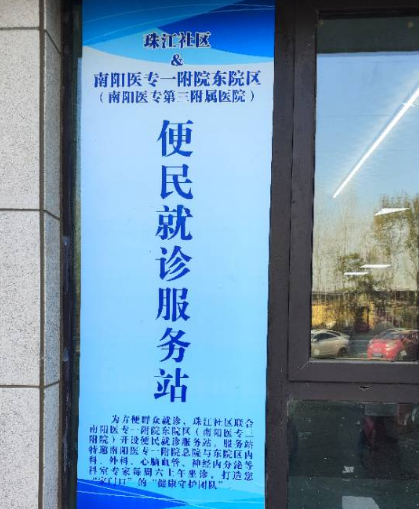 珠江社区
&
南阳医专一附院东院区
（南阳医专第三附属医院）
便民就诊服务站
为方便群众就诊，珠江社区联合
南阳医专一附院东院区（南阳医专三
附院）开设便民就诊服务站，服务站
特邀南阳医专一附院总院与东院区内
科、外科、心脑血管、神经内分泌等
科室专家每周六上午坐诊，打造您
“家门口”的“健康守护团队”